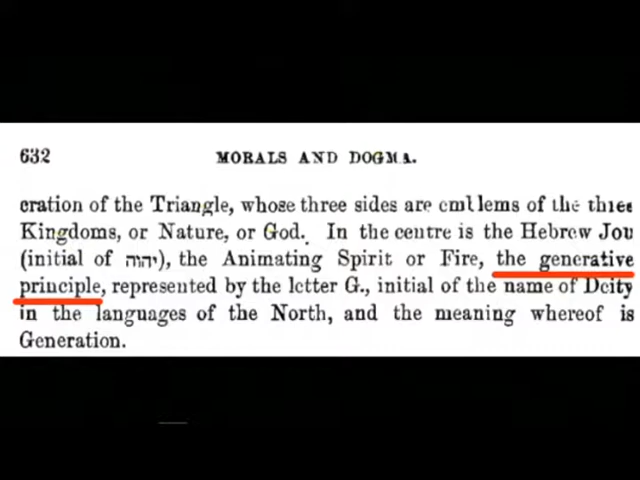 632 MORALS AND DOGMA.
eration of the Triangle, whose three sides are emblems of the three
Kingdoms, or Nature, or God. In the centre is the Hebrew Jod
(initial of יהוה), the Animating Spirit or Fire, the generative
principle, represented by the letter G., initial of the name of Deity
in the languages of the North, and the meaning whereof is
Generation.